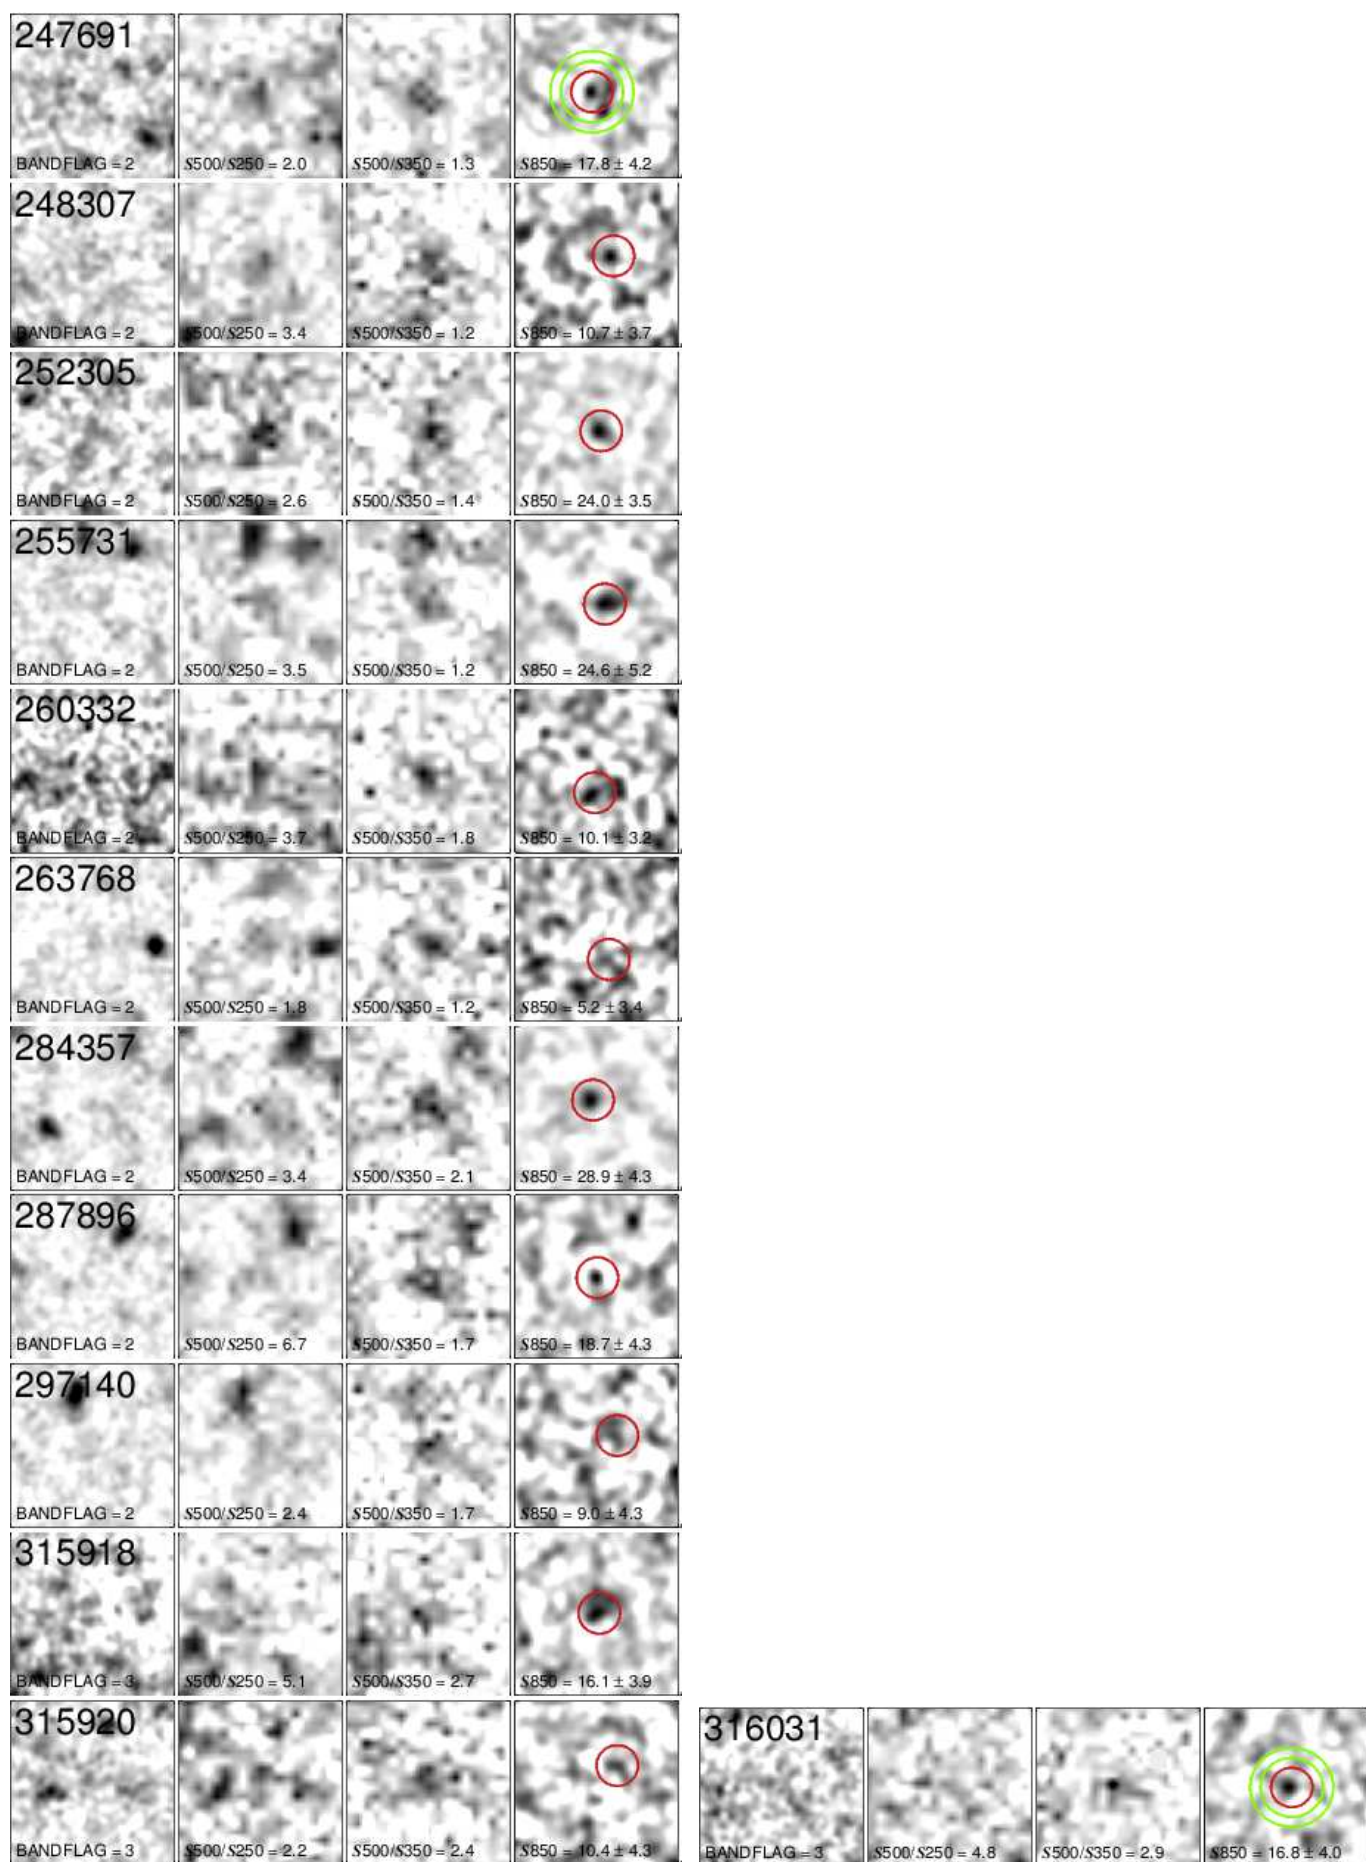 247691
BANDFLAG = 2 S500/S250 = 2.0 S500/S350 = 1.3 S850 = 17.8 ± 4.2
248307
BANDFLAG = 2 S500/S250 = 3.4 S500/S350 = 1.2 S850 = 10.7 ± 3.7
252305
BANDFLAG = 2 S500/S250 = 2.6 S500/S350 = 1.4 S850 = 24.0 ± 3.5
255731
BANDFLAG = 2 S500/S250 = 3.5 S500/S350 = 1.2 S850 = 24.6 ± 5.2
260332
BANDFLAG = 2 S500/S250 = 3.7 S500/S350 = 1.8 S850 = 10.1 ± 3.2
263768
BANDFLAG = 2 S500/S250 = 1.8 S500/S350 = 1.2 S850 = 5.2 ± 3.4
284357
BANDFLAG = 2 S500/S250 = 3.4 S500/S350 = 2.1 S850 = 28.9 ± 4.3
287896
BANDFLAG = 2 S500/S250 = 6.7 S500/S350 = 1.7 S850 = 18.7 ± 4.3
297140
BANDFLAG = 2 S500/S250 = 2.4 S500/S350 = 1.7 S850 = 9.0 ± 4.3
315918
BANDFLAG = 3 S500/S250 = 5.1 S500/S350 = 2.7 S850 = 16.1 ± 3.9
315920
BANDFLAG = 3 S500/S250 = 2.2 S500/S350 = 2.4 S850 = 10.4 ± 4.3
316031
BANDFLAG = 3 S500/S250 = 4.8 S500/S350 = 2.9 S850 = 16.8 ± 4.0